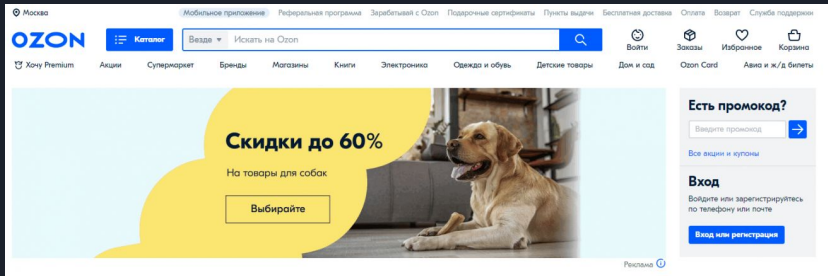 Москва
Мобильное приложение Реферальная программа Зарабатывай с Ozon Подарочные сертификаты Пункты выдачи Бесплатная доставка Оплата Возврат Служба поддержки
OZON
Каталог
Везде
Искать на Ozon
Войти
Заказы
Избранное
Корзина
Хочу Premium Акции Супермаркет Бренды Магазины Книги Электроника Одежда и обувь Детские товары Дом и сад Ozon Card Авиа и ж/д билеты
Скидки до 60%
На товары для собак
Выбирайте
Есть промокод?
Введите промокод
Все акции и купоны
Вход
Войдите или зарегистрируйтесь
по телефону или почте
Вход или регистрация
Реклама